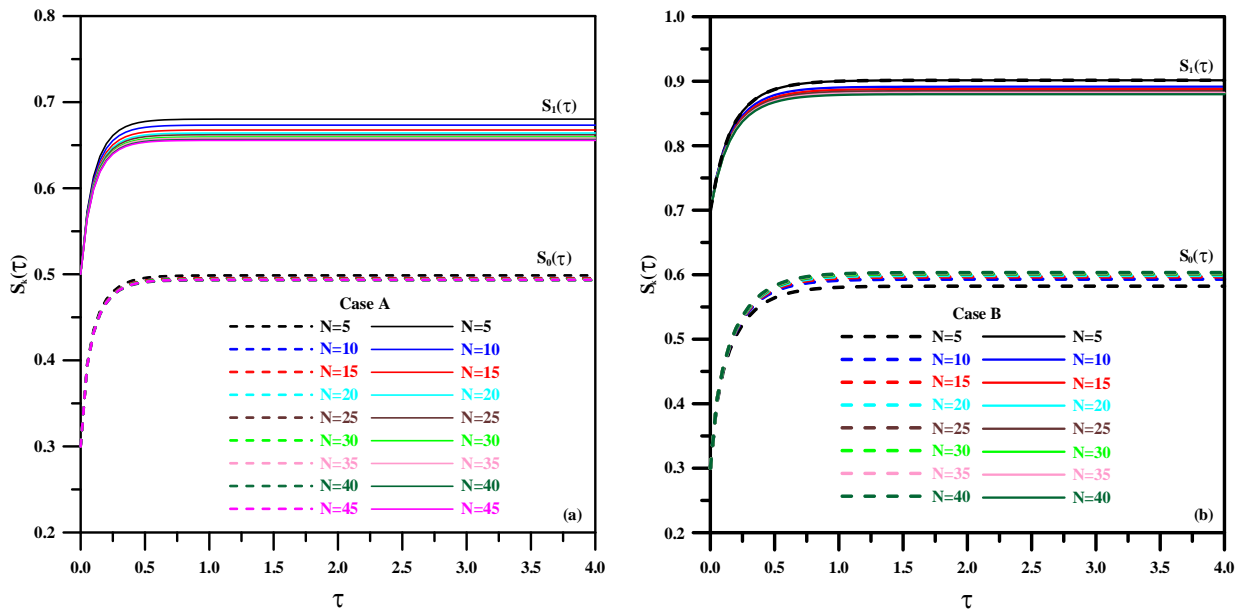 0.8
0.7
0.6
0.5
0.4
0.3
0.2
Sₖ(τ)
S₁(τ)
S₀(τ)
Case A
N=5 N=5
N=10 N=10
N=15 N=15
N=20 N=20
N=25 N=25
N=30 N=30
N=35 N=35
N=40 N=40
N=45 N=45
(a)
0.0 0.5 1.0 1.5 2.0 2.5 3.0 3.5 4.0
τ
1.0
0.9
0.8
0.7
0.6
0.5
0.4
0.3
0.2
Sₖ(τ)
S₁(τ)
S₀(τ)
Case B
N=5 N=5
N=10 N=10
N=15 N=15
N=20 N=20
N=25 N=25
N=30 N=30
N=35 N=35
N=40 N=40
(b)
0.0 0.5 1.0 1.5 2.0 2.5 3.0 3.5 4.0
τ